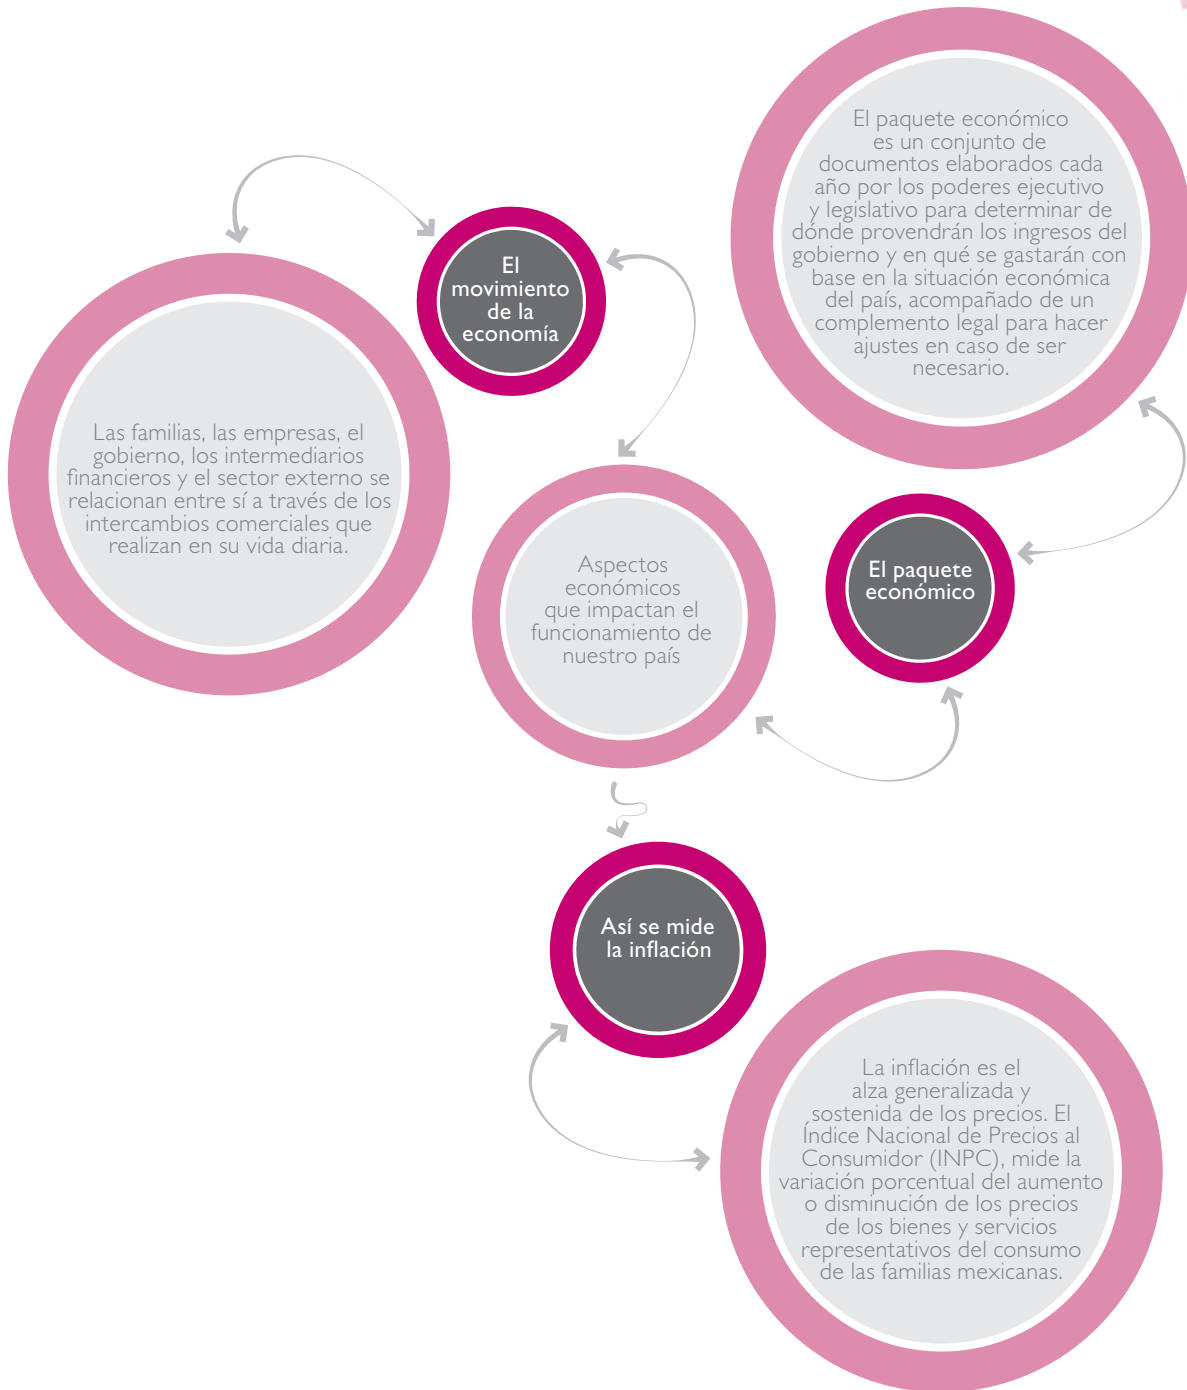 El paquete económico
es un conjunto de
documentos elaborados cada
año por los poderes ejecutivo
y legislativo para determinar de
dónde provendrán los ingresos del
gobierno y en qué se gastarán con
base en la situación económica
del país, acompañado de un
complemento legal para hacer
ajustes en caso de ser
necesario.
El
movimiento
de la
economía
Las familias, las empresas, el
gobierno, los intermediarios
financieros y el sector externo se
relacionan entre sí a través de los
intercambios comerciales que
realizan en su vida diaria.
Aspectos
económicos
que impactan el
funcionamiento de
nuestro país
El paquete
económico
Así se mide
la inflación
La inflación es el
alza generalizada y
sostenida de los precios. El
Índice Nacional de Precios al
Consumidor (INPC), mide la
variación porcentual del aumento
o disminución de los precios
de los bienes y servicios
representativos del consumo
de las familias mexicanas.